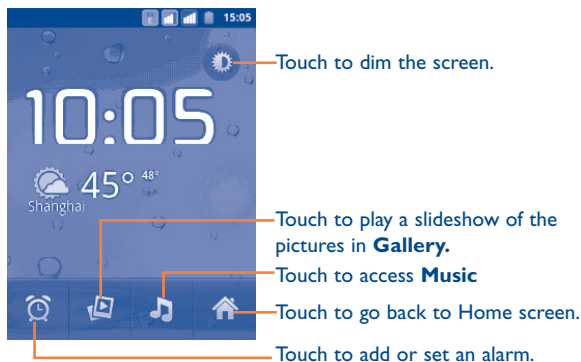 15:05
Touch to dim the screen.
10:05
45° 48°
Shanghai
Touch to play a slideshow of the
pictures in Gallery.
Touch to access Music
Touch to go back to Home screen.
Touch to add or set an alarm.